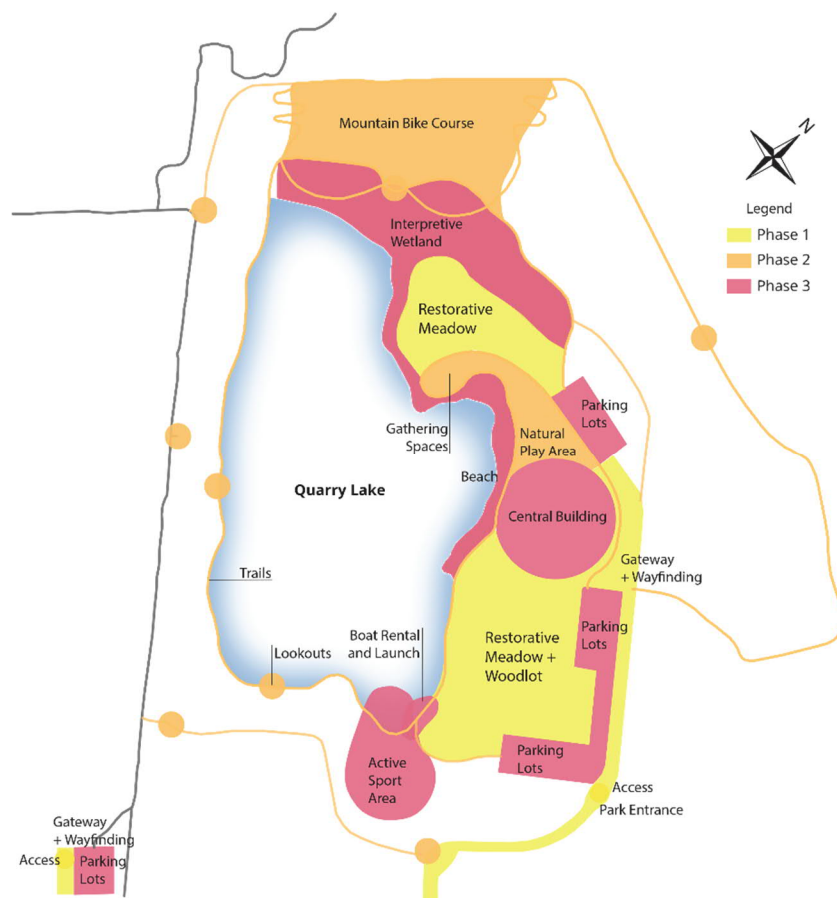 Mountain Bike Course
N
Legend
Phase 1
Phase 2
Phase 3
Interpretive
Wetland
Restorative
Meadow
Parking
Lots
Gathering
Spaces
Natural
Play Area
Beach
Quarry Lake
Central Building
Gateway
+ Wayfinding
Trails
Boat Rental
and Launch
Lookouts
Restorative
Meadow +
Woodlot
Parking
Lots
Parking
Lots
Active
Sport
Area
Access
Park Entrance
Gateway
+ Wayfinding
Access
Parking
Lots